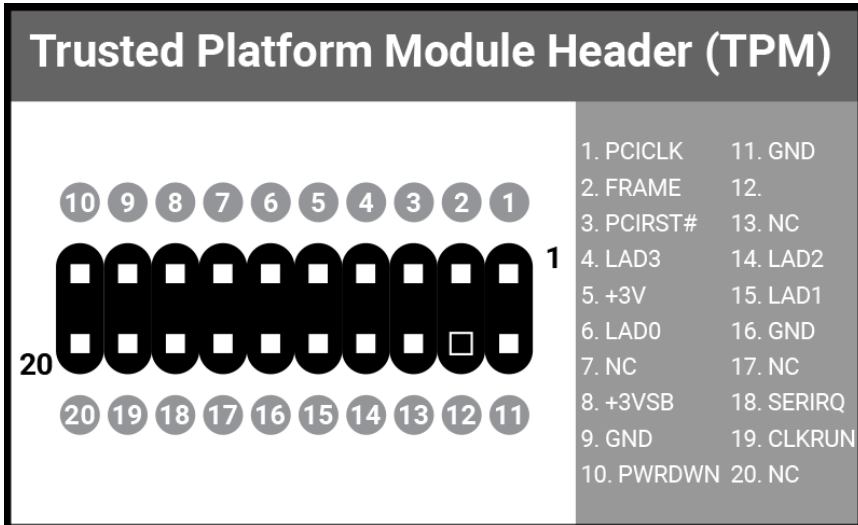 Trusted Platform Module Header (TPM)
10 9 8 7 6 5 4 3 2 1
1
20
20 19 18 17 16 15 14 13 12 11
1. PCICLK
2. FRAME
3. PCIRST#
4. LAD3
5. +3V
6. LAD0
7. NC
8. +3VSB
9. GND
10. PWRDWN
11. GND
12.
13. NC
14. LAD2
15. LAD1
16. GND
17. NC
18. SERIRQ
19. CLKRUN
20. NC